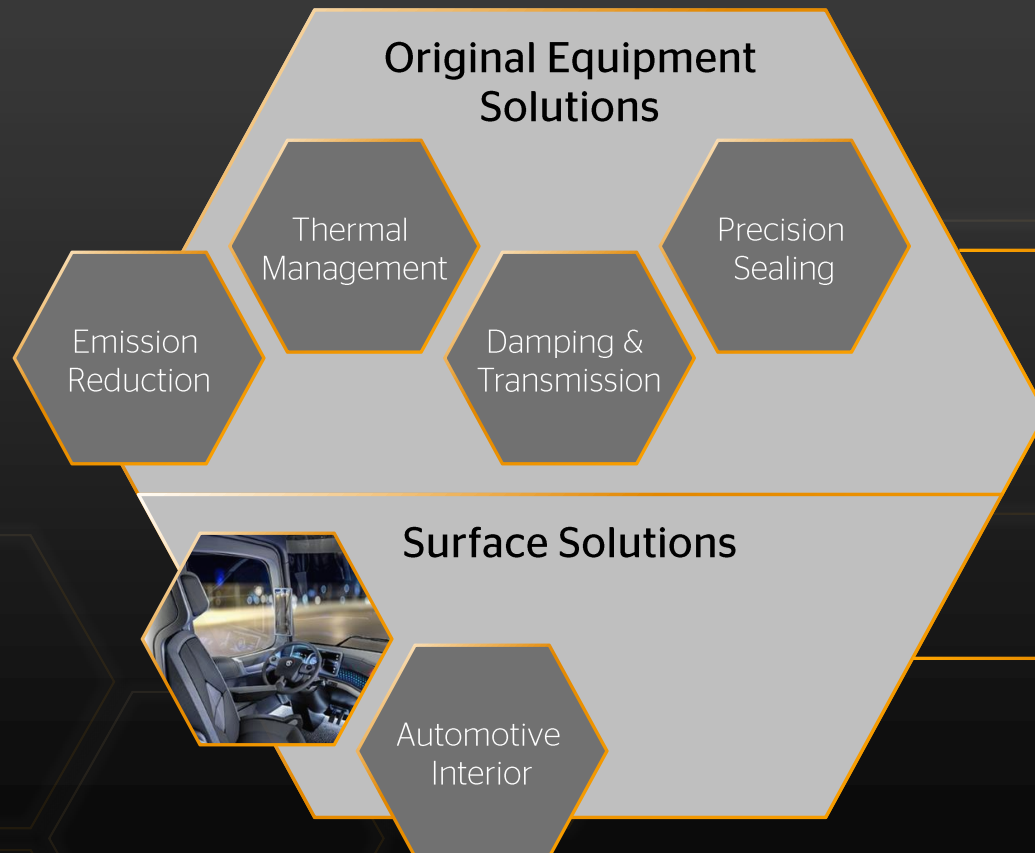 Original Equipment
Solutions
Thermal
Management
Precision
Sealing
Emission
Reduction
Damping &
Transmission
Surface Solutions
Automotive
Interior